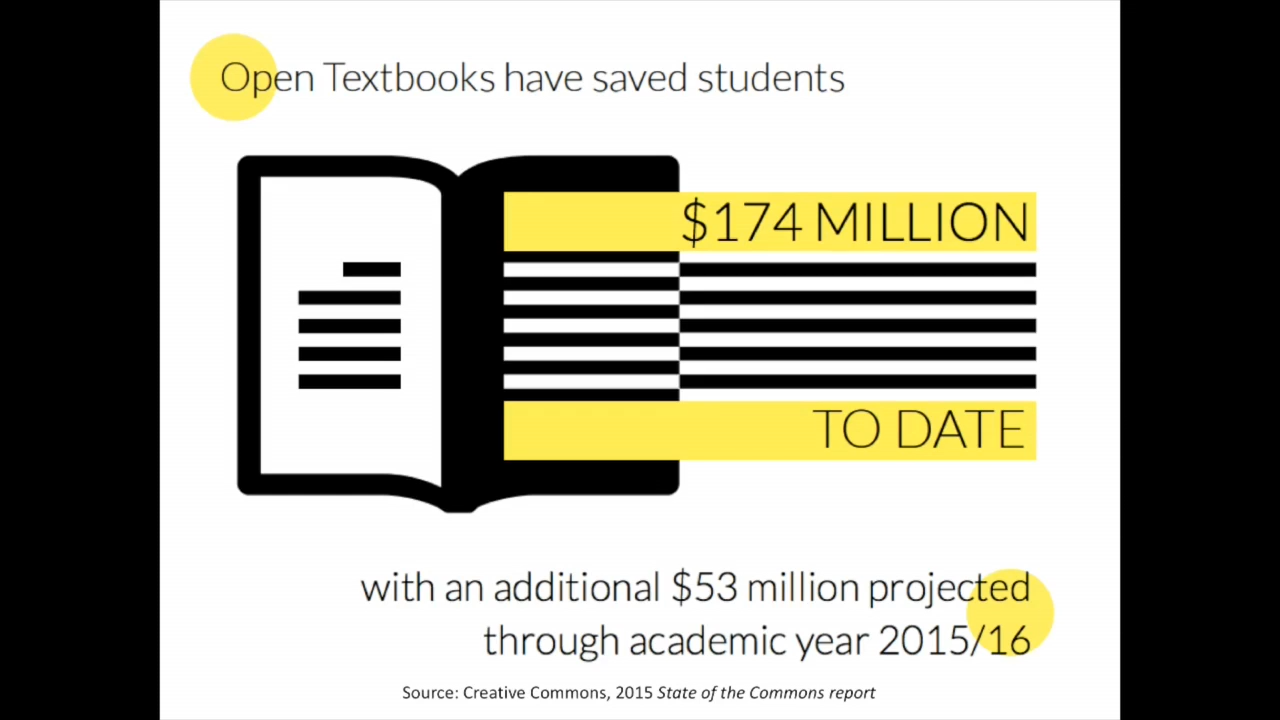 Open Textbooks have saved students
$174 MILLION
TO DATE
with an additional $53 million projected
through academic year 2015/16
Source: Creative Commons, 2015 State of the Commons report